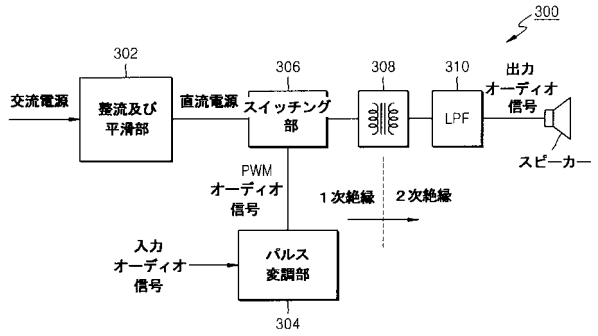 300
302
306
308
310
交流電源
整流及び
平滑部
直流電源
スイッチング
部
LPF
出力
オーディオ
信号
スピーカー
PWM
オーディオ
信号
1次絶縁
2次絶縁
入力
オーディオ
信号
パルス
変調部
304